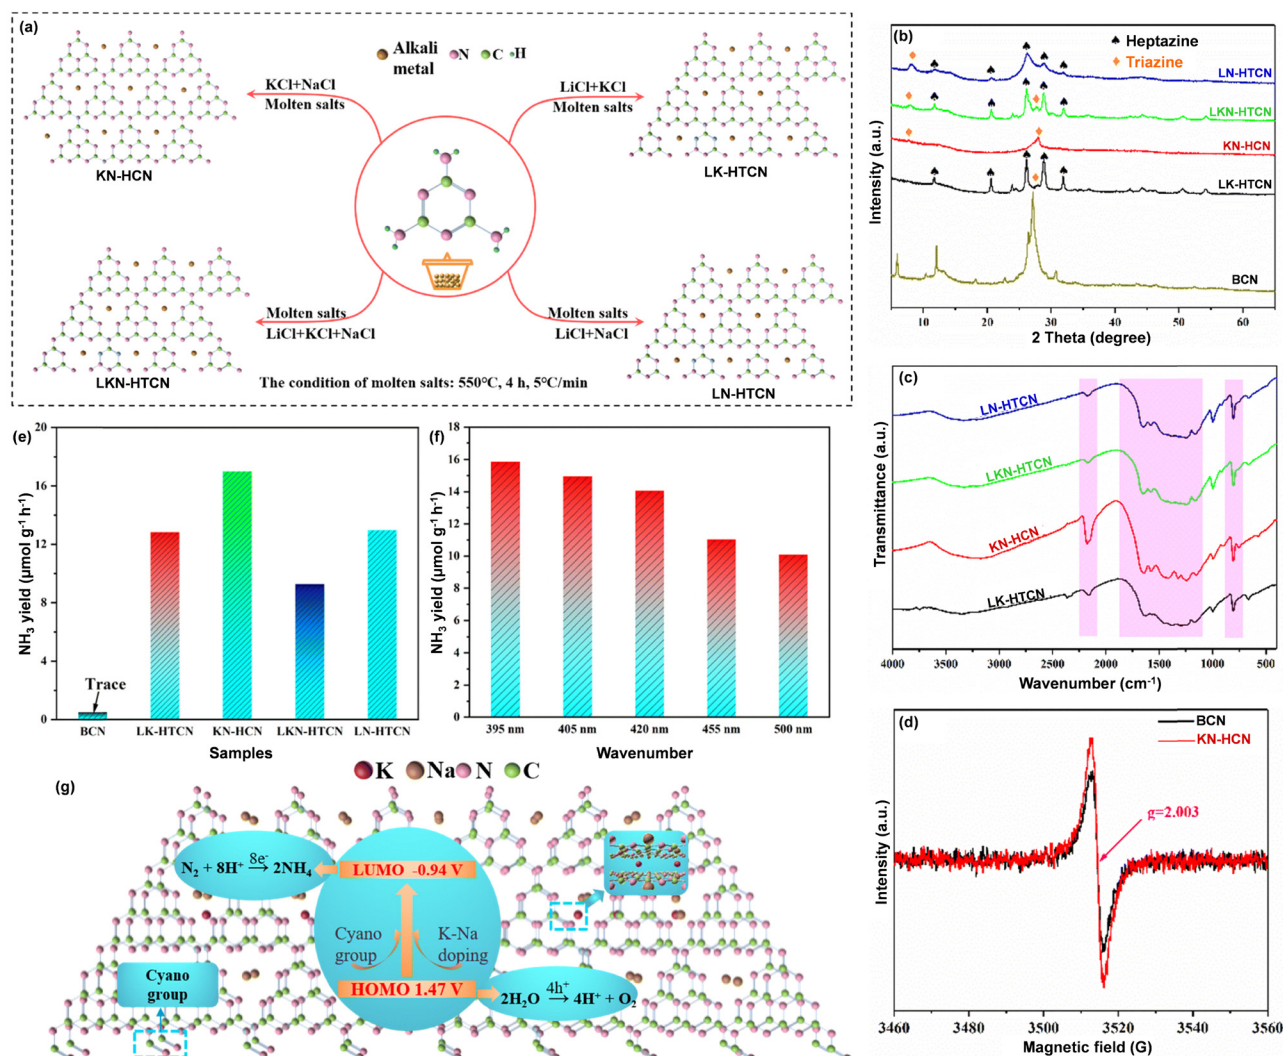 (a)
Alkali metal
N
C
H
KCl+NaCl
Molten salts
LiCl+KCl
Molten salts
KN-HCN
LK-HTCN
Molten salts
LiCl+KCl+NaCl
Molten salts
LiCl+NaCl
LKN-HTCN
The condition of molten salts: 550°C, 4 h, 5°C/min
LN-HTCN
(b)
Heptazine
Triazine
LN-HTCN
LKN-HTCN
KN-HCN
LK-HTCN
BCN
Intensity (a.u.)
10 20 30 40 50 60
2 Theta (degree)
(c)
LN-HTCN
LKN-HTCN
KN-HCN
LK-HTCN
Transmittance (a.u.)
4000 3500 3000 2500 2000 1500 1000 500
Wavenumber (cm⁻¹)
(e)
NH₃ yield (μmol g⁻¹ h⁻¹)
20
16
12
8
4
0
Trace
BCN LK-HTCN KN-HCN LKN-HTCN LN-HTCN
Samples
(f)
NH₃ yield (μmol g⁻¹ h⁻¹)
18
16
14
12
10
8
6
4
2
0
395 nm 405 nm 420 nm 455 nm 500 nm
Wavenumber
(d)
BCN
KN-HCN
g=2.003
Intensity (a.u.)
3460 3480 3500 3520 3540 3560
Magnetic field (G)
(g)
K Na N C
N₂ + 8H⁺ 8e⁻ → 2NH₄
LUMO -0.94 V
Cyano group
K-Na doping
HOMO 1.47 V
2H₂O 4h⁺ → 4H⁺ + O₂
Cyano group